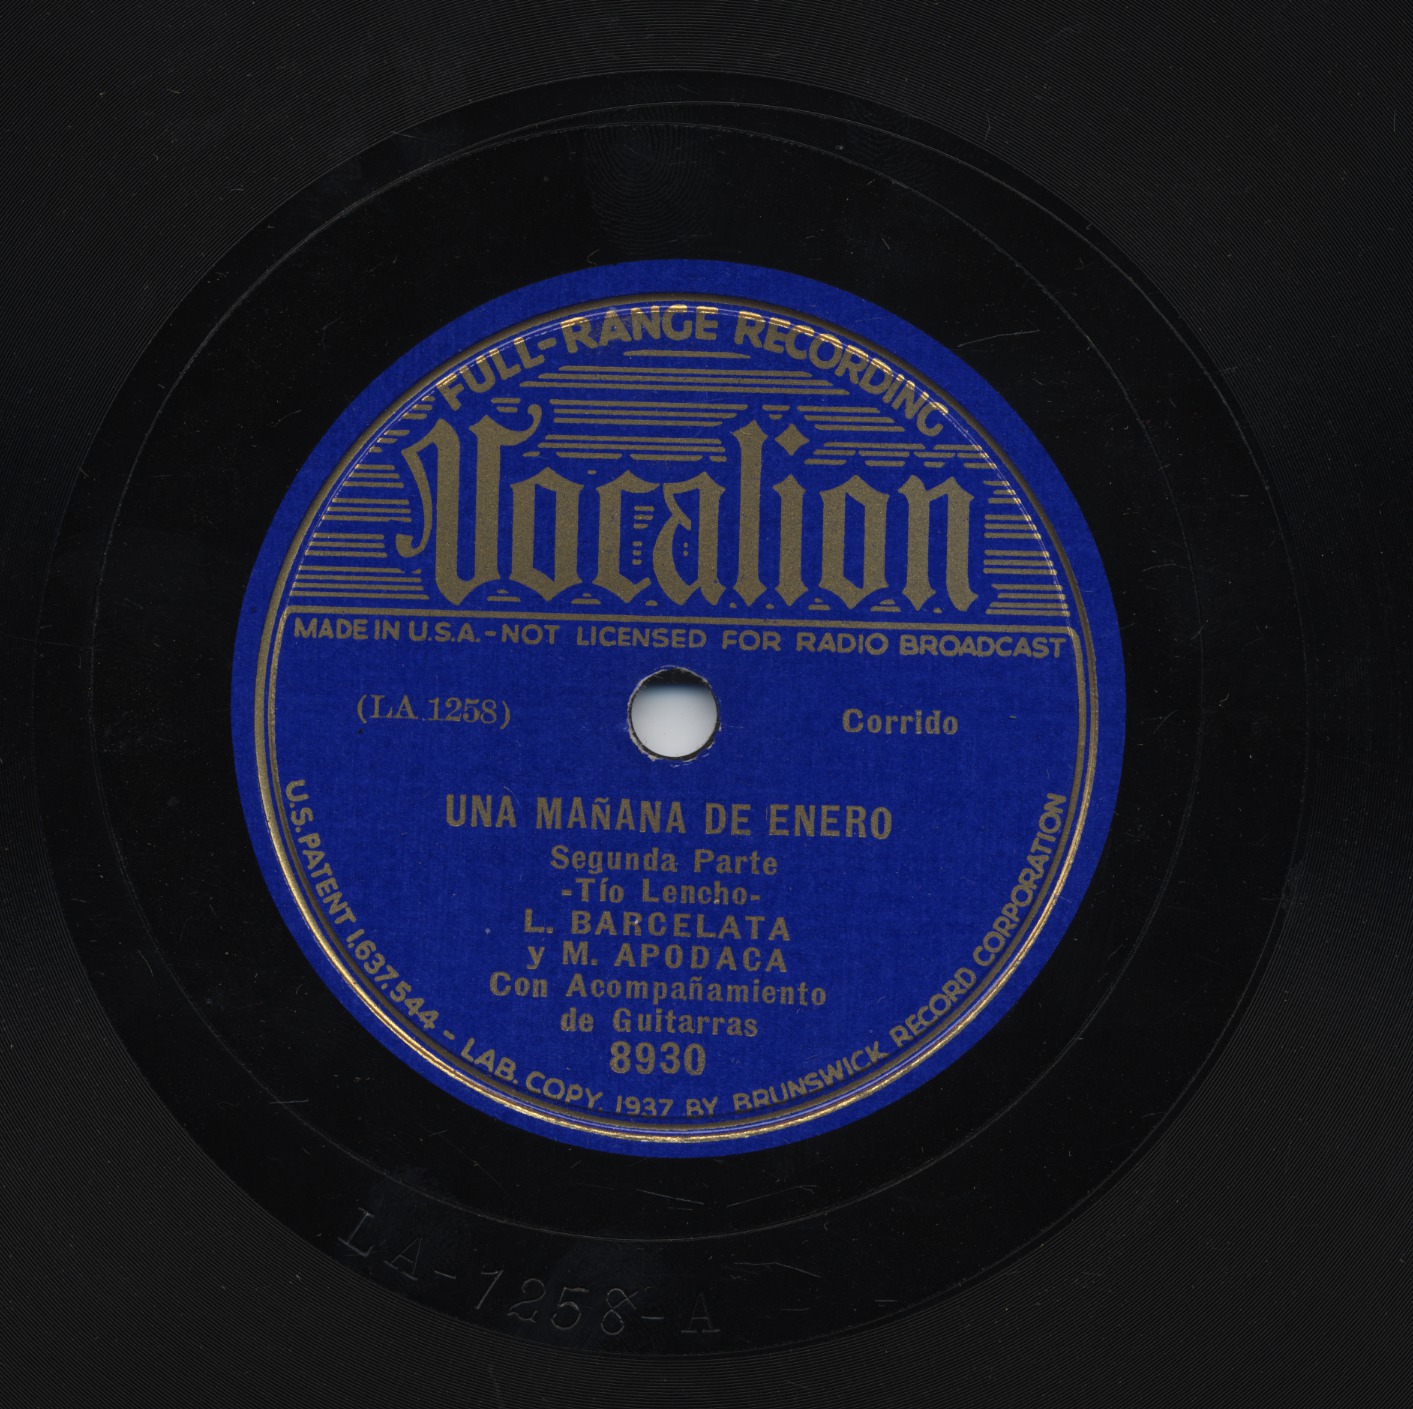 FULL-RANGE RECORDING
Vocalion
MADE IN U.S.A.-NOT LICENSED FOR RADIO BROADCAST
(LA 1258)
Corrido
UNA MAÑANA DE ENERO
Segunda Parte
-Tío Lencho-
L. BARCELATA
y M. APODACA
Con Acompañamiento
de Guitarras
8930
U.S. PATENT 1,637,544 - LAB. COPY. 1937 BY BRUNSWICK RECORD CORPORATION
LA-1258-A